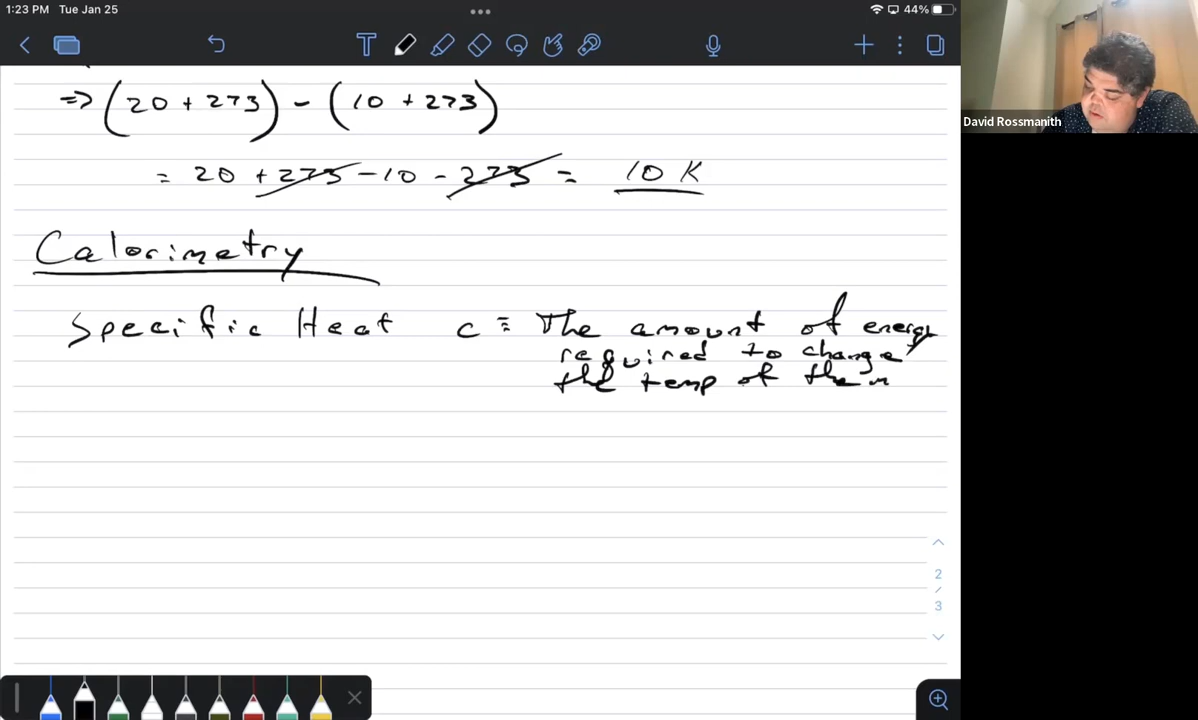 1:23 PM Tue Jan 25
44%
⇒ (20 + 273) - (10 + 273)
= 20 + 273 - 10 - 273 = 10 K
Calorimetry
Specific Heat c ≡ The amount of energy
required to change
the temp of the m
David Rossmanith
2
/
3